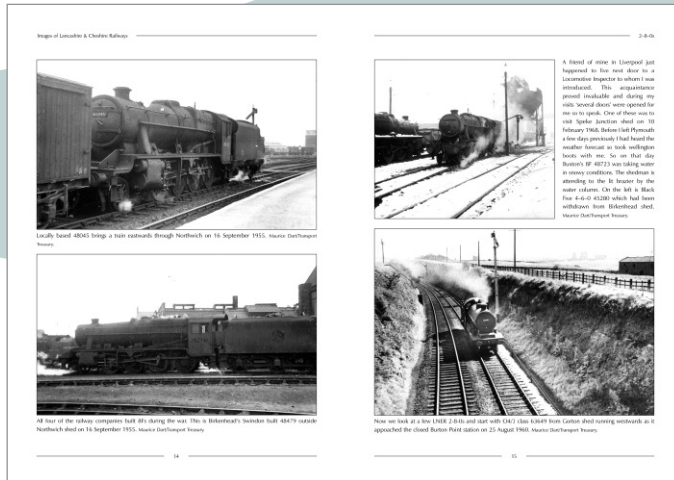 Images of Lancashire & Cheshire Railways
Locally based 48045 brings a train eastwards through Northwich on 16 September 1955. Maurice Dart/Transport
Treasury.
All four of the railway companies built 8Fs during the war. This is Birkenhead's Swindon built 48479 outside
Northwich shed on 16 September 1955. Maurice Dart/Transport Treasury.
14
2-8-0s
A friend of mine in Liverpool just
happened to live next door to a
Locomotive Inspector to whom I was
introduced. This acquaintance
proved invaluable and during my
visits 'several doors' were opened for
me so to speak. One of these was to
visit Speke Junction shed on 10
February 1968. Before I left Plymouth
a few days previously I had heard the
weather forecast so took wellington
boots with me. So on that day
Buxton's 8F 48723 was taking water
in snowy conditions. The shedman is
attending to the lit brazier by the
water column. On the left is Black
Five 4-6-0 45280 which had been
withdrawn from Birkenhead shed.
Maurice Dart/Transport Treasury.
Now we look at a few LNER 2-8-0s and start with O4/3 class 63649 from Gorton shed running westwards as it
appoached the closed Burton Point station on 25 August 1960. Maurice Dart/Transport Treasury.
15